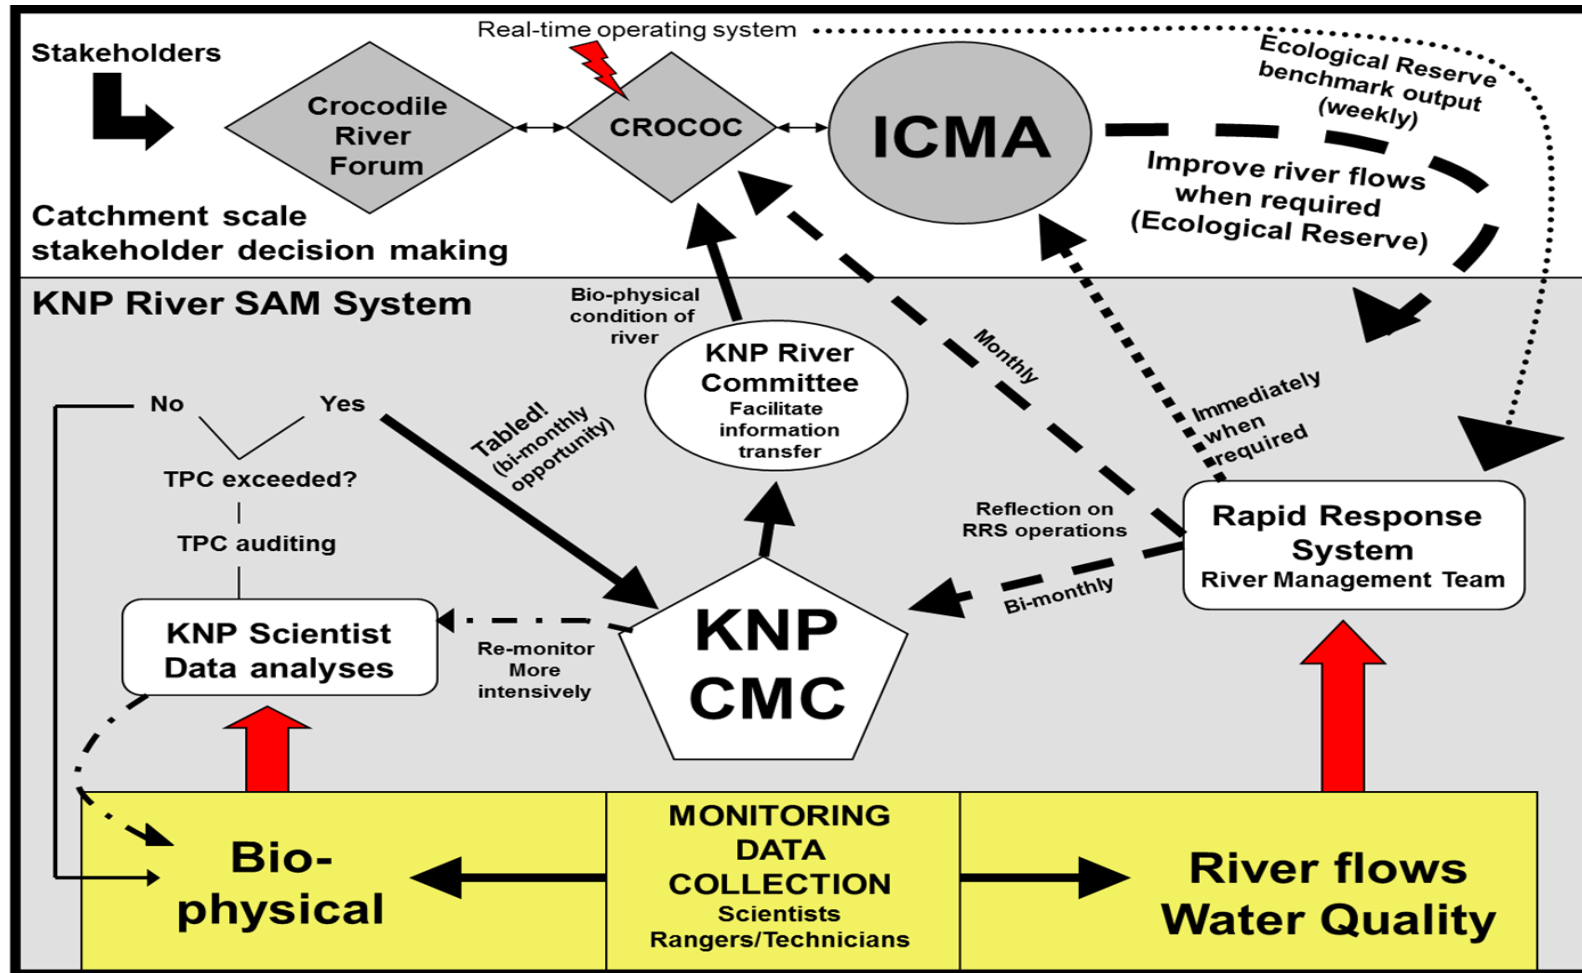 Real-time operating system
Stakeholders
Crocodile
River
Forum
CROCOC
ICMA
Ecological Reserve
benchmark output
(weekly)
Improve river flows
when required
(Ecological Reserve)
Catchment scale
stakeholder decision making
KNP River SAM System
Bio-physical
condition of
river
KNP River
Committee
Facilitate
information
transfer
Monthly
Immediately
when
required
No
Yes
Tabled!
(bi-monthly
opportunity)
TPC exceeded?
TPC auditing
Reflection on
RRS operations
Rapid Response
System
River Management Team
Bi-monthly
KNP Scientist
Data analyses
Re-monitor
More
intensively
KNP
CMC
Bio-
physical
MONITORING
DATA
COLLECTION
Scientists
Rangers/Technicians
River flows
Water Quality